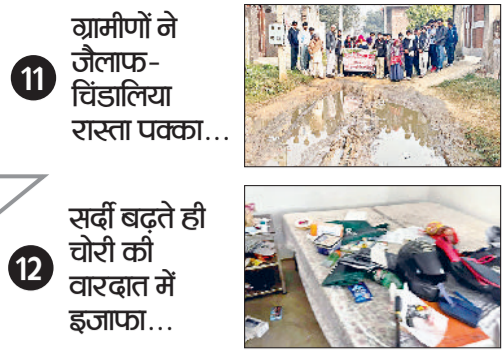 11
ग्रामीणों ने
जैलाफ-
चिंडालिया
रास्ता पक्का...
12
सर्दी बढ़ते ही
चोरी की
वारदात में
इजाफा...